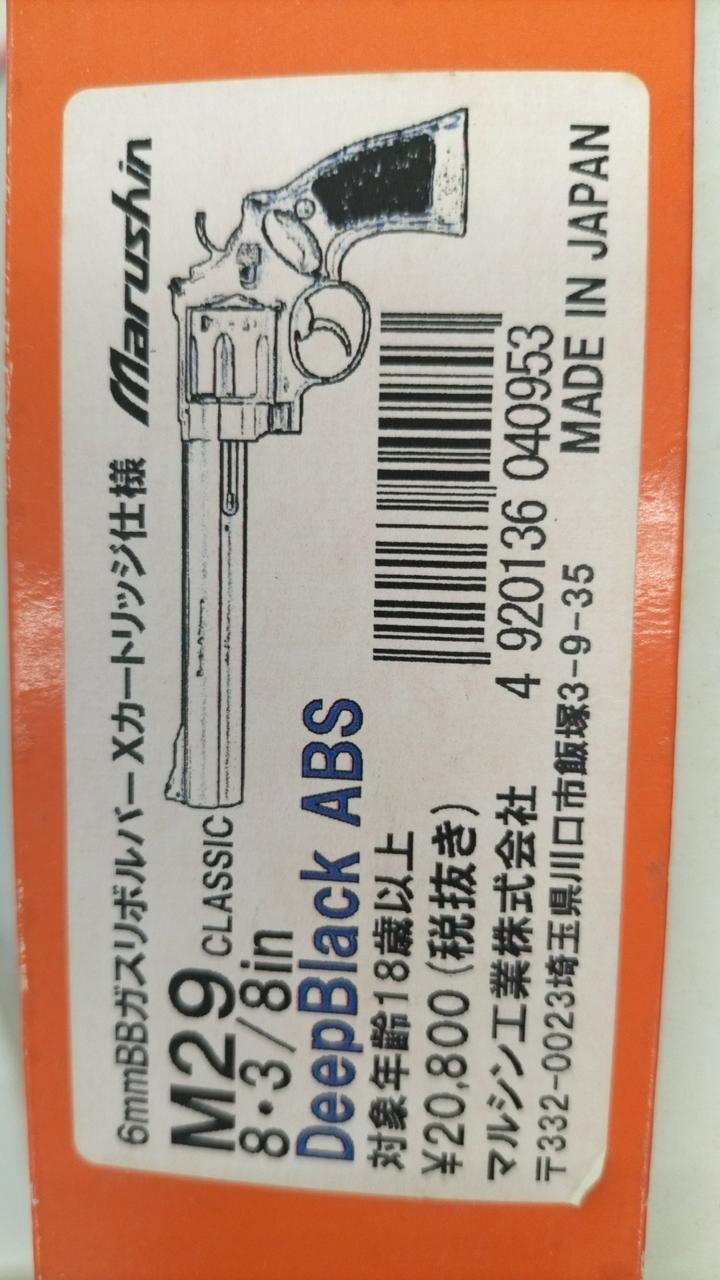 6mmBBガスリボルバー Xカートリッジ仕様 Marushin
M29 CLASSIC
8・3/8in
DeepBlack ABS
対象年齢18歳以上
¥20,800(税抜き)
マルシン工業株式会社
〒332-0023埼玉県川口市飯塚3-9-35
4 920136 040953
MADE IN JAPAN